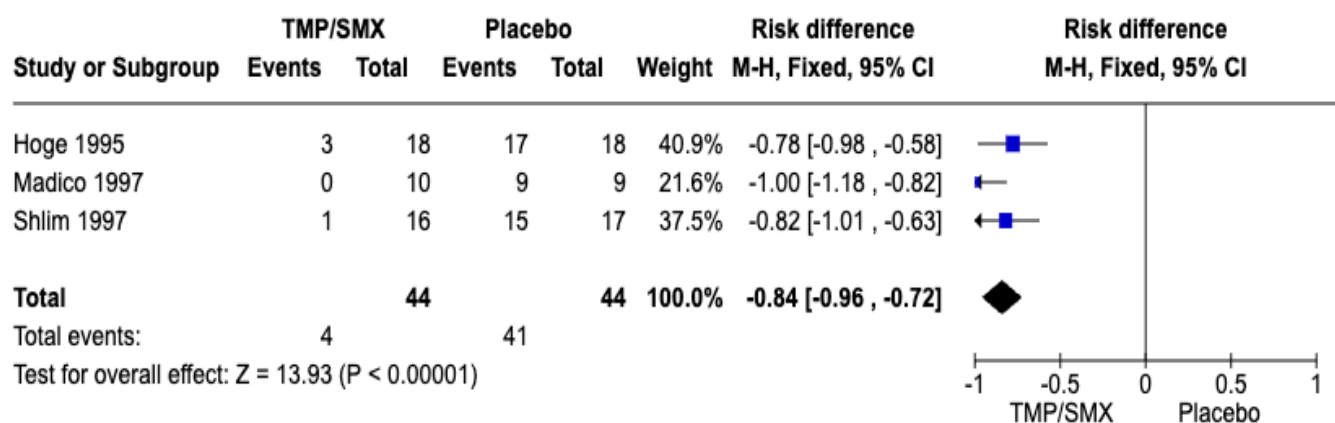 TMP/SMX Placebo Risk difference Risk difference
Study or Subgroup Events Total Events Total Weight M-H, Fixed, 95% CI M-H, Fixed, 95% CI
Hoge 1995 3 18 17 18 40.9% -0.78 [-0.98 , -0.58]
Madico 1997 0 10 9 9 21.6% -1.00 [-1.18 , -0.82]
Shlim 1997 1 16 15 17 37.5% -0.82 [-1.01 , -0.63]
Total 44 44 100.0% -0.84 [-0.96 , -0.72]
Total events: 4 41
Test for overall effect: Z = 13.93 (P < 0.00001)
-1 -0.5 0 0.5 1
TMP/SMX Placebo